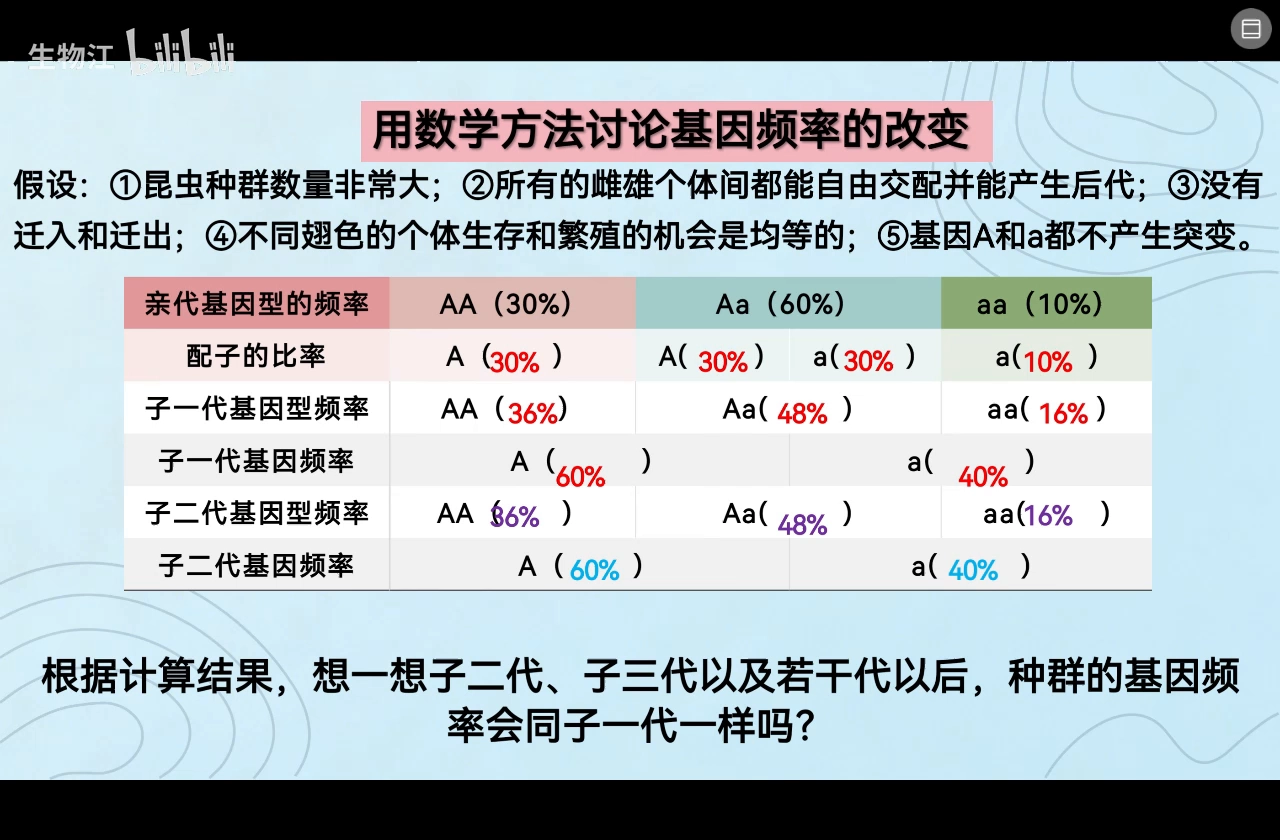 生物江 bilibili
用数学方法讨论基因频率的改变
假设：①昆虫种群数量非常大；②所有的雌雄个体间都能自由交配并能产生后代；③没有
迁入和迁出；④不同翅色的个体生存和繁殖的机会是均等的；⑤基因A和a都不产生突变。
亲代基因型的频率 AA（30%） Aa（60%） aa（10%）
配子的比率 A（30%） A( 30% ) a( 30% ) a( 10% )
子一代基因型频率 AA（36%) Aa( 48% ) aa( 16% )
子一代基因频率 A（60% ） a( 40% )
子二代基因型频率 AA（36% ） Aa( 48% ) aa(16% )
子二代基因频率 A（60% ） a( 40% )
根据计算结果，想一想子二代、子三代以及若干代以后，种群的基因频
率会同子一代一样吗？